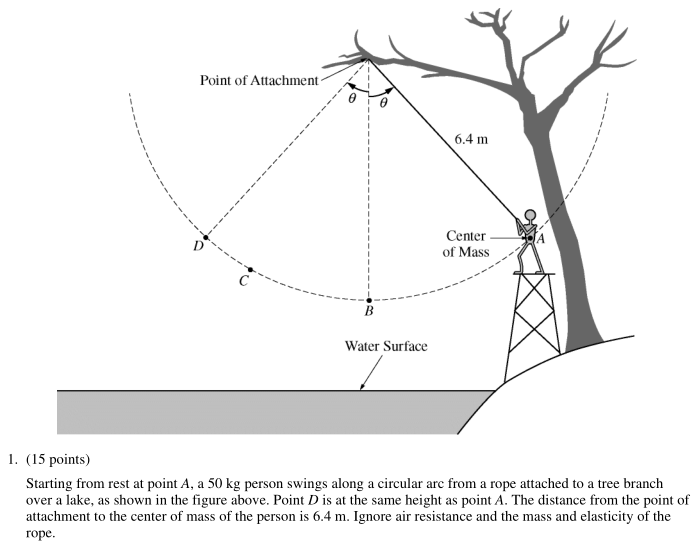 Point of Attachment
θ
θ
6.4 m
Center
of Mass
A
D
C
B
Water Surface
1. (15 points)
Starting from rest at point A, a 50 kg person swings along a circular arc from a rope attached to a tree branch
over a lake, as shown in the figure above. Point D is at the same height as point A. The distance from the point of
attachment to the center of mass of the person is 6.4 m. Ignore air resistance and the mass and elasticity of the
rope.